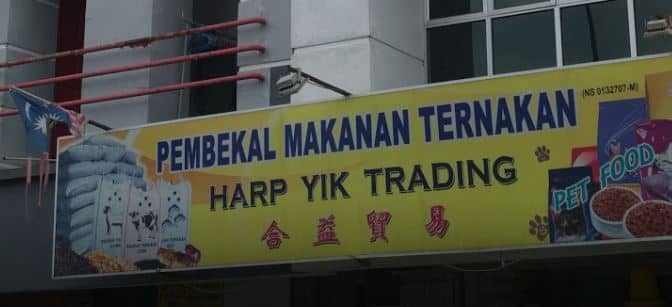 PEMBEKAL MAKANAN TERNAKAN
(NS 0132707-M)
HARP YIK TRADING
合益貿易
PET FOOD